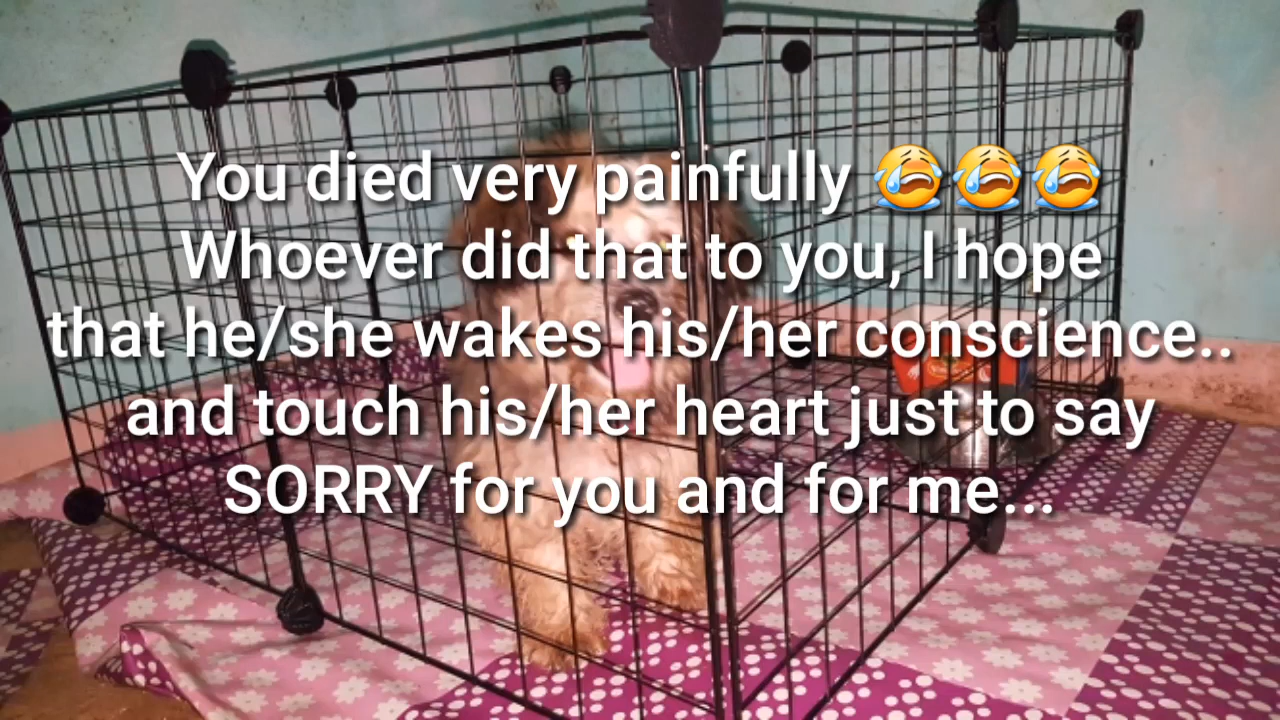 You died very painfully 😭😭😭
Whoever did that to you, I hope
that he/she wakes his/her conscience..
and touch his/her heart just to say
SORRY for you and for me...